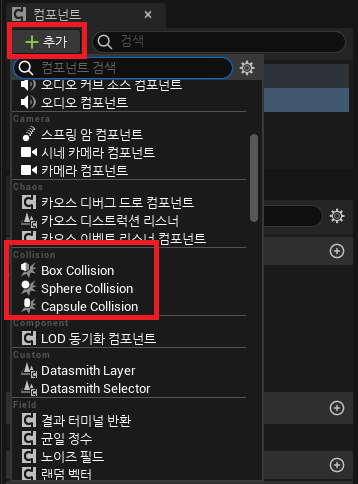 컴포넌트
추가
검색
컴포넌트 검색
오디오 커브 소스 컴포넌트
오디오 컴포넌트
Camera
스프링 암 컴포넌트
시네 카메라 컴포넌트
카메라 컴포넌트
Chaos
카오스 디버그 드로 컴포넌트
카오스 디스트럭션 리스너
카오스 이벤트 리스너 컴포넌트
Collision
Box Collision
Sphere Collision
Capsule Collision
Component
LOD 동기화 컴포넌트
Custom
Datasmith Layer
Datasmith Selector
Field
결과 터미널 반환
균일 정수
노이즈 필드
랜덤 벡터